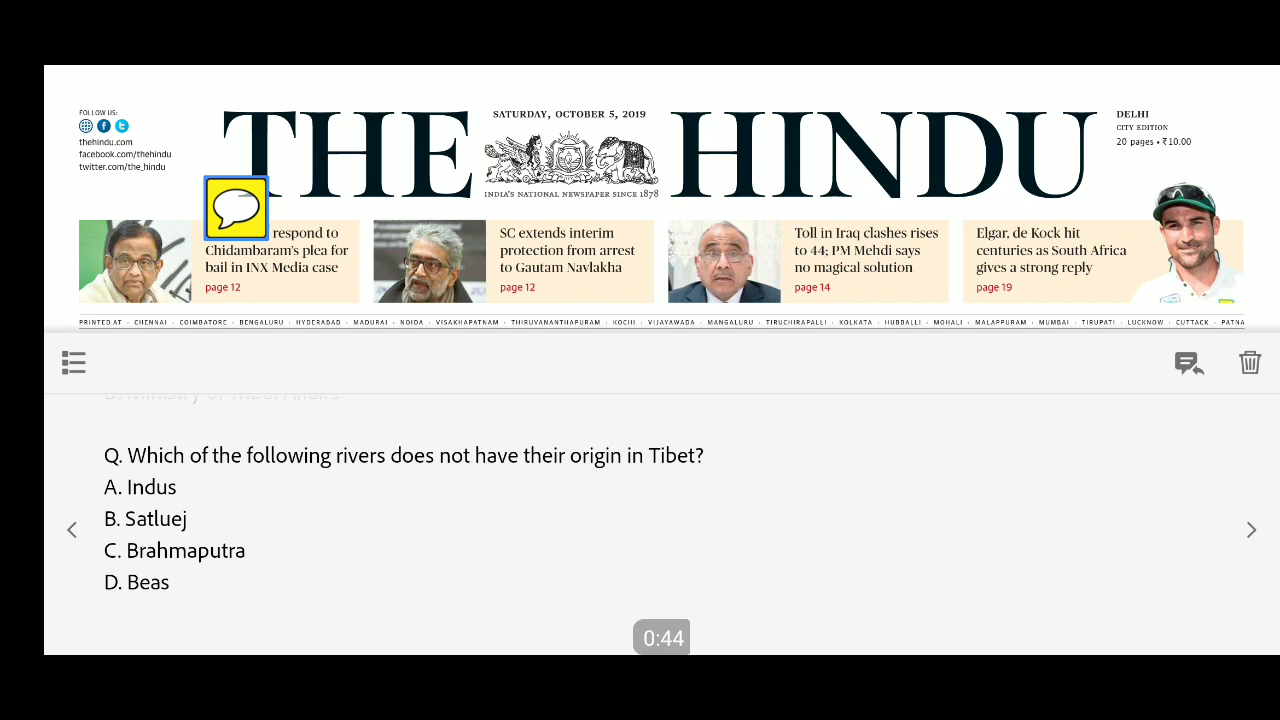 FOLLOW US:
thehindu.com
facebook.com/thehindu
twitter.com/the_hindu
THE HINDU
SATURDAY, OCTOBER 5, 2019
INDIA'S NATIONAL NEWSPAPER SINCE 1878
DELHI
CITY EDITION
20 pages • ₹10.00
respond to
Chidambaram's plea for
bail in INX Media case
page 12
SC extends interim
protection from arrest
to Gautam Navlakha
page 12
Toll in Iraq clashes rises
to 44; PM Mehdi says
no magical solution
page 14
Elgar, de Kock hit
centuries as South Africa
gives a strong reply
page 19
PRINTED AT · CHENNAI · COIMBATORE · BENGALURU · HYDERABAD · MADURAI · NOIDA · VISAKHAPATNAM · THIRUVANANTHAPURAM · KOCHI · VIJAYAWADA · MANGALURU · TIRUCHIRAPALLI · KOLKATA · HUBBALLI · MOHALI · MALAPPURAM · MUMBAI · TIRUPATI · LUCKNOW · CUTTACK · PATNA
Q. Which of the following rivers does not have their origin in Tibet?
A. Indus
B. Satluej
C. Brahmaputra
D. Beas
0:44